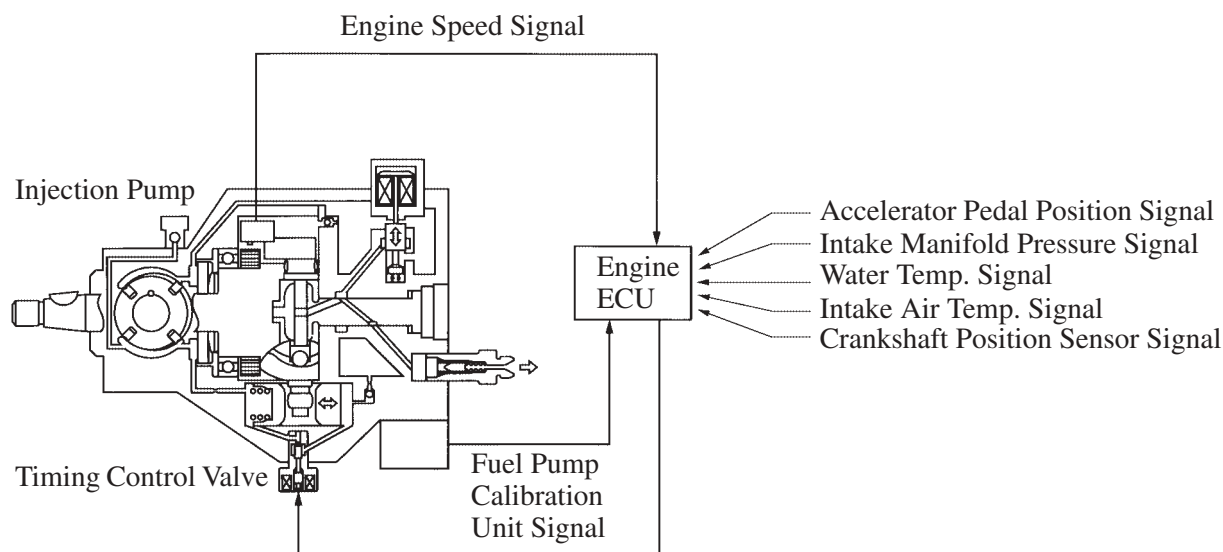 Engine Speed Signal
Injection Pump
Accelerator Pedal Position Signal
Intake Manifold Pressure Signal
Water Temp. Signal
Intake Air Temp. Signal
Crankshaft Position Sensor Signal
Engine
ECU
Timing Control Valve
Fuel Pump
Calibration
Unit Signal